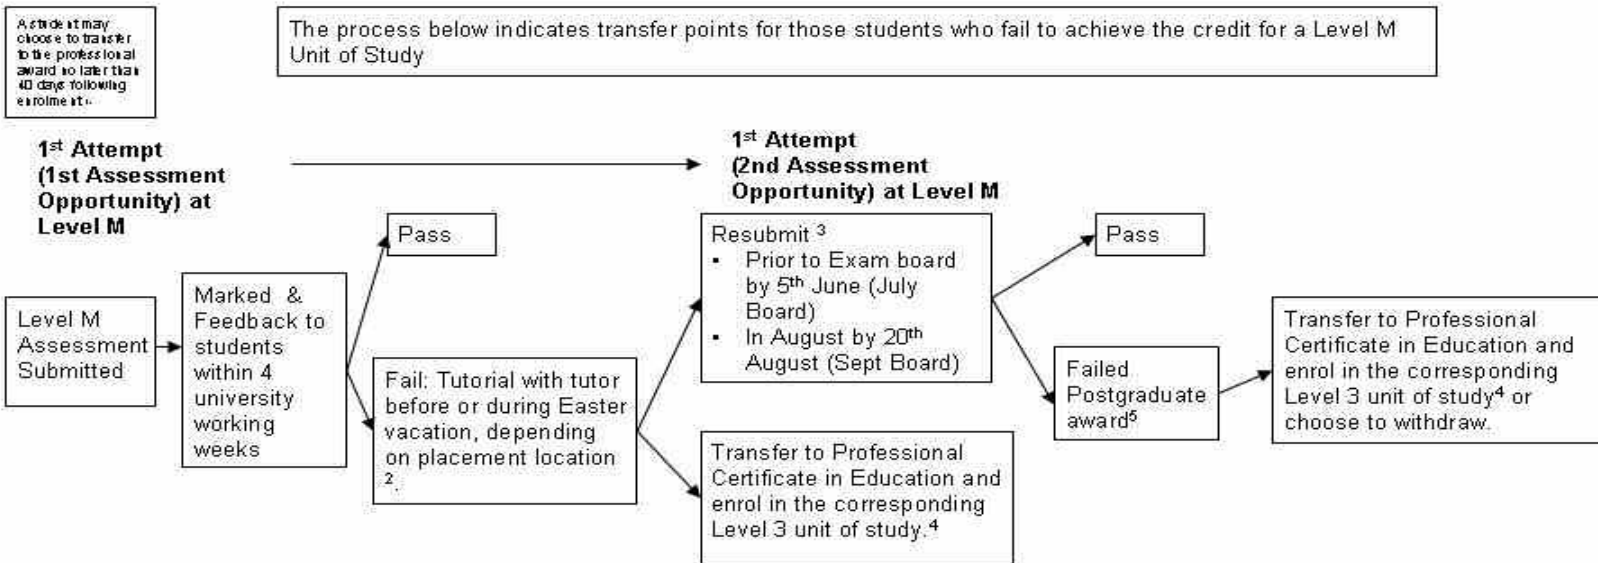 A student may
choose to transfer
to the professional
award no later than
40 days following
enrolment
The process below indicates transfer points for those students who fail to achieve the credit for a Level M
Unit of Study
1st Attempt
(1st Assessment
Opportunity) at
Level M
1st Attempt
(2nd Assessment
Opportunity) at Level M
Level M
Assessment
Submitted
Marked & 
Feedback to
students
within 4
university
working
weeks
Pass
Fail: Tutorial with tutor
before or during Easter
vacation, depending
on placement location
2.
Resubmit 3
▪ Prior to Exam board
by 5th June (July
Board)
▪ In August by 20th
August (Sept Board)
Transfer to Professional
Certificate in Education and
enrol in the corresponding
Level 3 unit of study.4
Pass
Failed
Postgraduate
award5
Transfer to Professional
Certificate in Education and
enrol in the corresponding
Level 3 unit of study4 or
choose to withdraw.